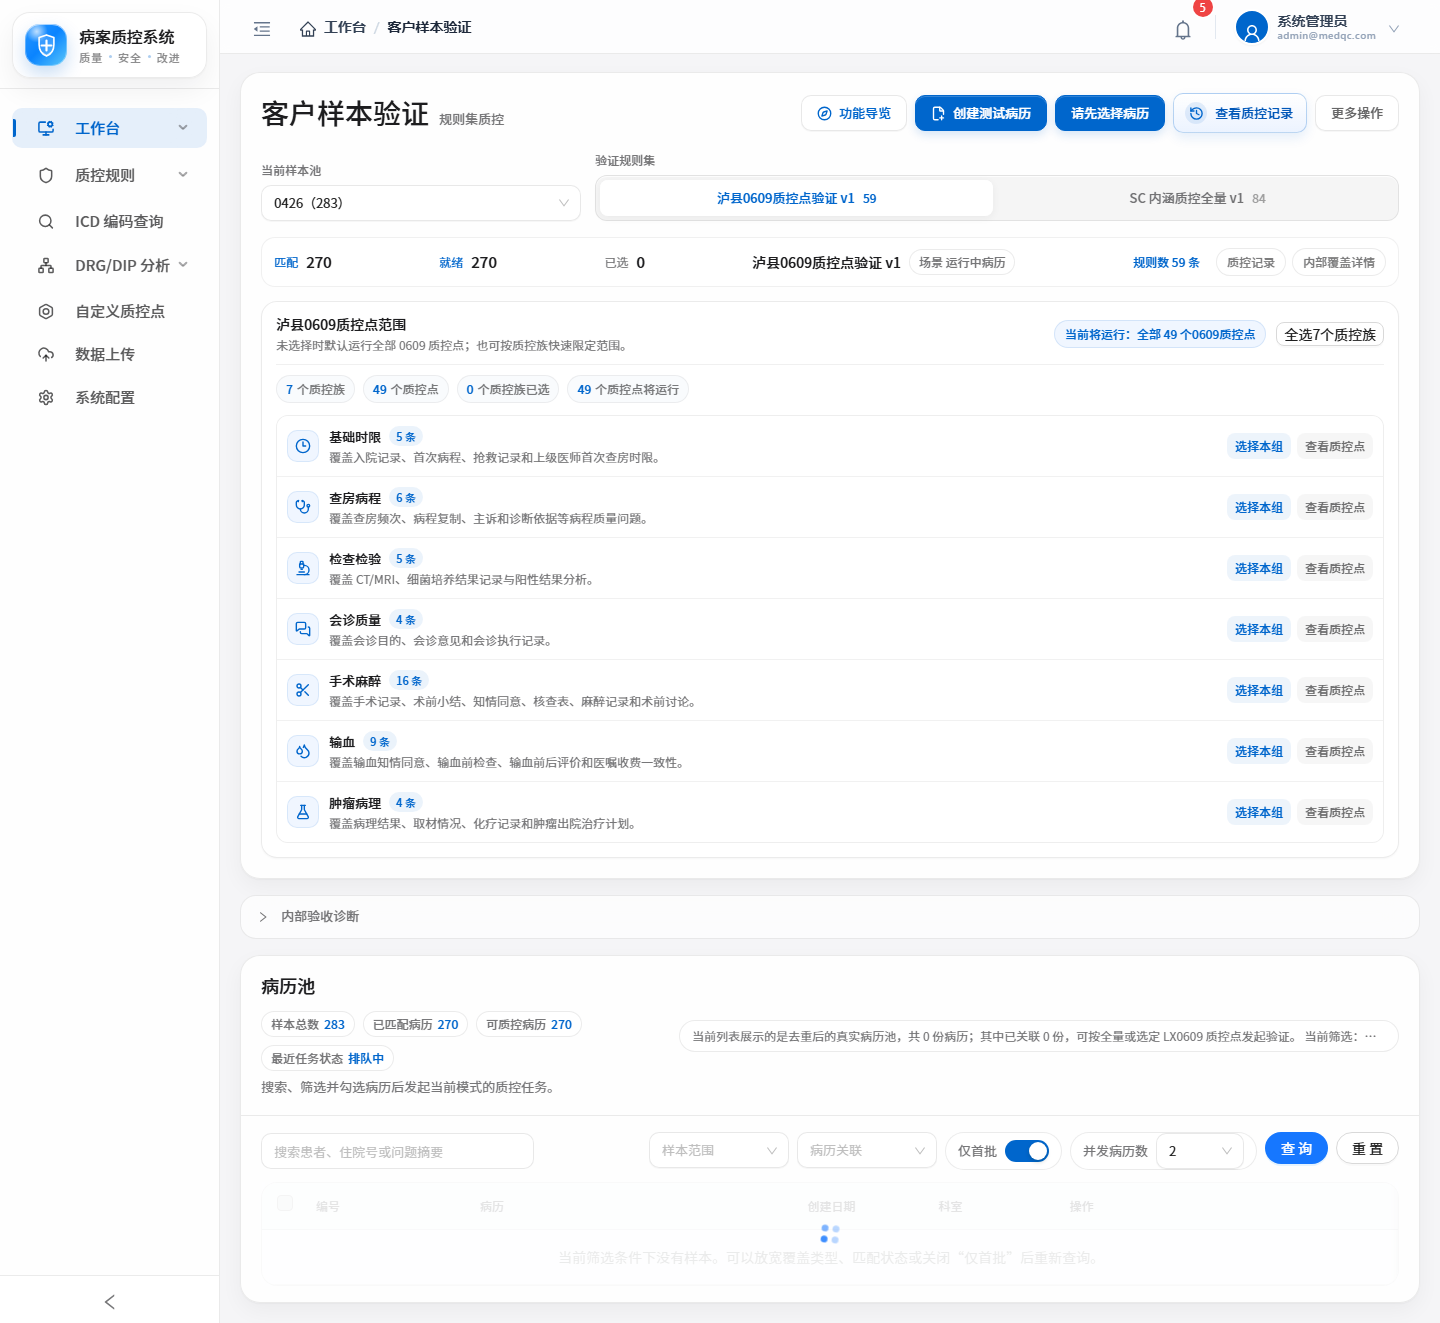 病案质控系统
质量 · 安全 · 改进
工作台
质控规则
ICD 编码查询
DRG/DIP 分析
自定义质控点
数据上传
系统配置
工作台 / 客户样本验证
5
系统管理员
admin@medqc.com
客户样本验证 规则集质控
功能导览
创建测试病历
请先选择病历
查看质控记录
更多操作
当前样本池
0426（283）
验证规则集
泸县0609质控点验证 v1 59
SC 内涵质控全量 v1 84
匹配 270
就绪 270
已选 0
泸县0609质控点验证 v1 场景 运行中病历
规则数 59 条
质控记录
内部覆盖详情
泸县0609质控点范围
未选择时默认运行全部 0609 质控点；也可按质控族快速限定范围。
当前将运行：全部 49 个0609质控点
全选7个质控族
7 个质控族
49 个质控点
0 个质控族已选
49 个质控点将运行
基础时限 5 条
覆盖入院记录、首次病程、抢救记录和上级医师首次查房时限。
选择本组 查看质控点
查房病程 6 条
覆盖查房频次、病程复制、主诉和诊断依据等病程质量问题。
选择本组 查看质控点
检查检验 5 条
覆盖 CT/MRI、细菌培养结果记录与阳性结果分析。
选择本组 查看质控点
会诊质量 4 条
覆盖会诊目的、会诊意见和会诊执行记录。
选择本组 查看质控点
手术麻醉 16 条
覆盖手术记录、术前小结、知情同意、核查表、麻醉记录和术前讨论。
选择本组 查看质控点
输血 9 条
覆盖输血知情同意、输血前检查、输血前后评价和医嘱收费一致性。
选择本组 查看质控点
肿瘤病理 4 条
覆盖病理结果、取材情况、化疗记录和肿瘤出院治疗计划。
选择本组 查看质控点
内部验收诊断
病历池
样本总数 283
已匹配病历 270
可质控病历 270
最近任务状态 排队中
当前列表展示的是去重后的真实病历池，共 0 份病历；其中已关联 0 份，可按全量或选定 LX0609 质控点发起验证。 当前筛选：…
搜索、筛选并勾选病历后发起当前模式的质控任务。
搜索患者、住院号或问题摘要
样本范围
病历关联
仅首批
并发病历数 2
查 询
重 置
编号 病历 创建日期 科室 操作
当前筛选条件下没有样本。可以放宽覆盖类型、匹配状态或关闭“仅首批”后重新查询。